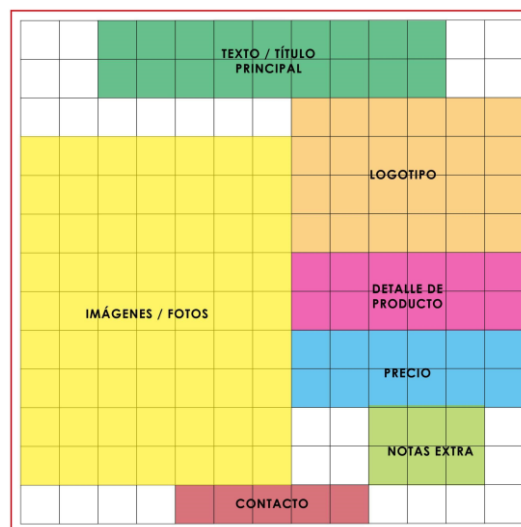 TEXTO / TÍTULO
PRINCIPAL
LOGOTIPO
DETALLE DE
PRODUCTO
IMÁGENES / FOTOS
PRECIO
NOTAS EXTRA
CONTACTO